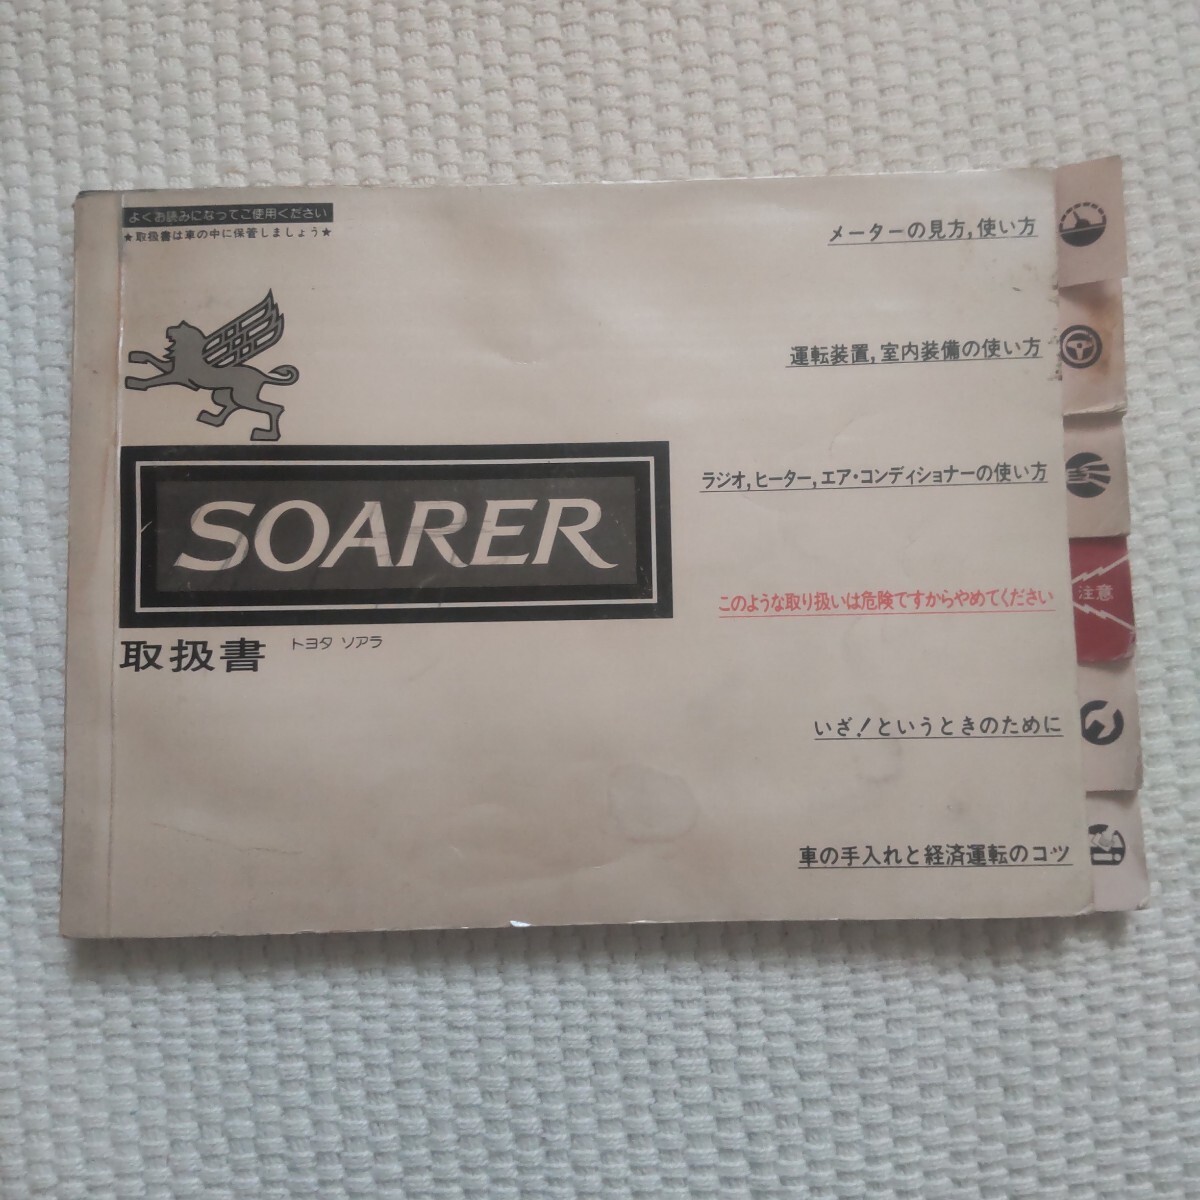 よくお読みになってご使用ください
★取扱書は車の中に保管しましょう★
SOARER
取扱書
トヨタ ソアラ
メーターの見方,使い方
運転装置,室内装備の使い方
ラジオ,ヒーター,エア・コンディショナーの使い方
このような取り扱いは危険ですからやめてください
注意
いざ!というときのために
車の手入れと経済運転のコツ